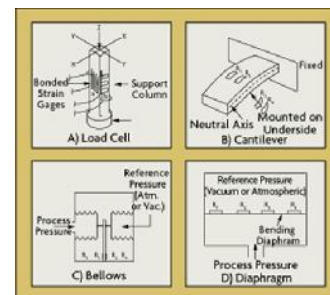 Bonded
Strain
Gages
Support
Column
A) Load Cell
Fixed
Neutral Axis
Mounted on
Underside
B) Cantilever
Reference
Pressure
(Atm.
or Vac.)
Process
Pressure
C) Bellows
Reference Pressure
(Vacuum or Atmospheric)
Bending
Diaphram
Process Pressure
D) Diaphragm